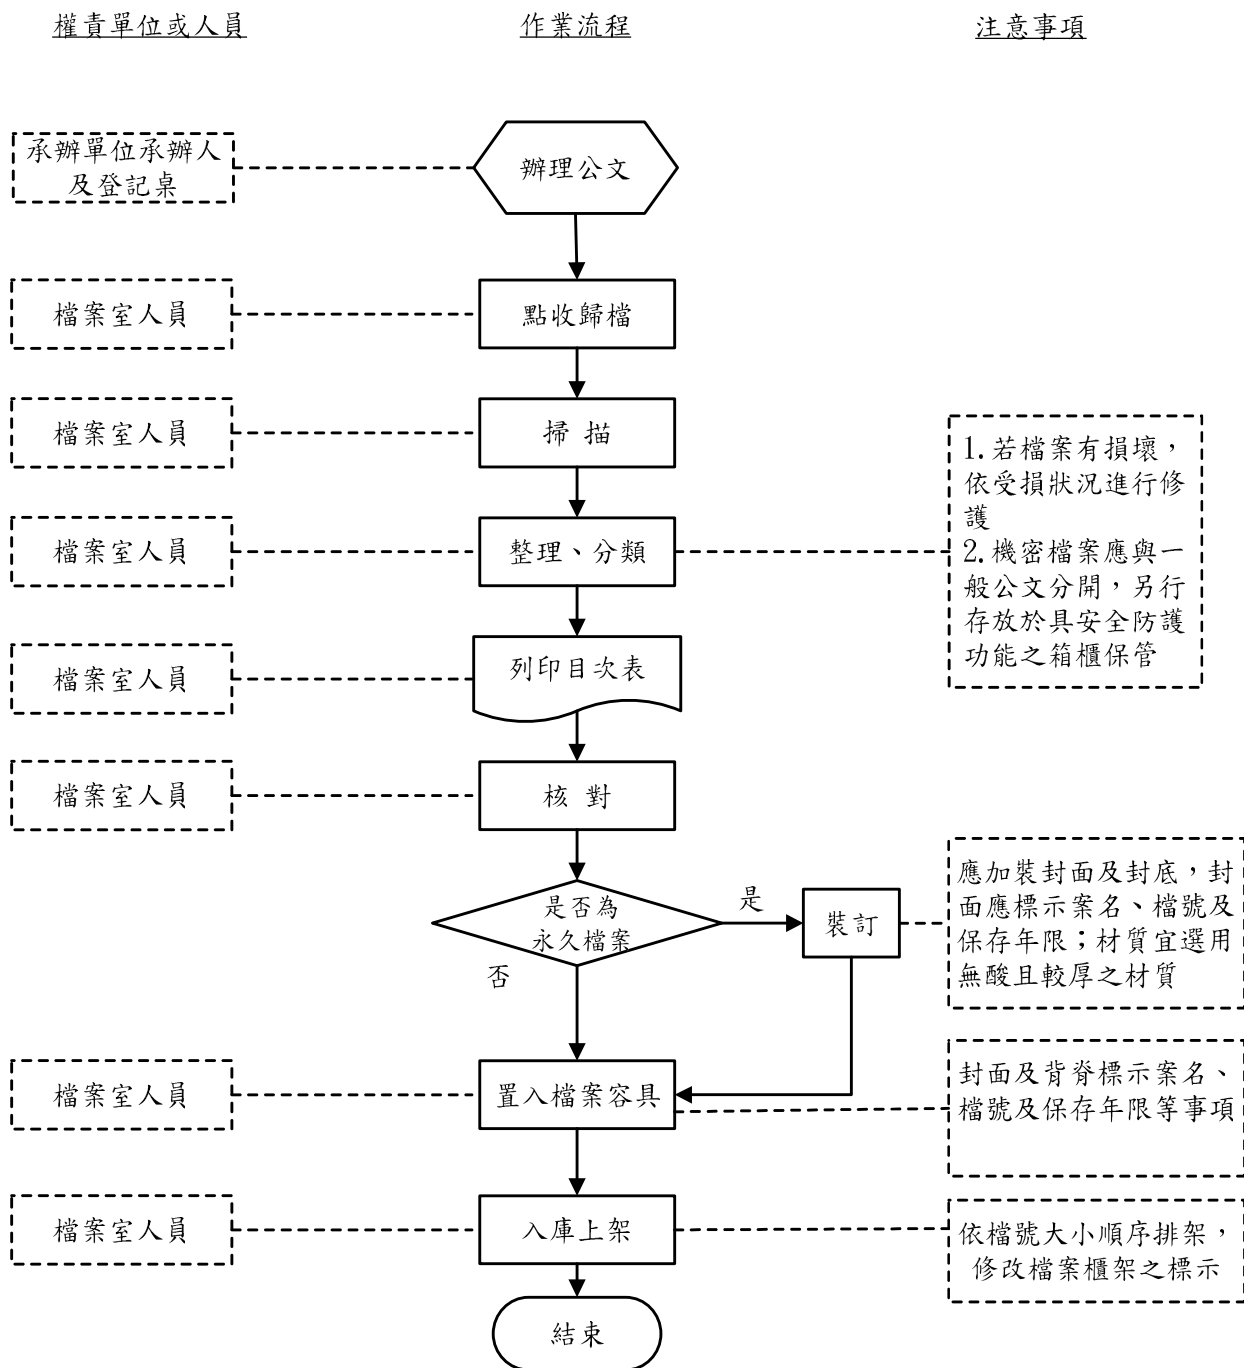 權責單位或人員
作業流程
注意事項
承辦單位承辦人
及登記桌
辦理公文
檔案室人員
點收歸檔
檔案室人員
掃 描
檔案室人員
整理、分類
1.若檔案有損壞，
依受損狀況進行修
護
2.機密檔案應與一
般公文分開，另行
存放於具安全防護
功能之箱櫃保管
檔案室人員
列印目次表
檔案室人員
核 對
是否為
永久檔案
是
否
裝訂
應加裝封面及封底，封
面應標示案名、檔號及
保存年限；材質宜選用
無酸且較厚之材質
檔案室人員
置入檔案容具
封面及背脊標示案名、
檔號及保存年限等事項
檔案室人員
入庫上架
依檔號大小順序排架，
修改檔案櫃架之標示
結束